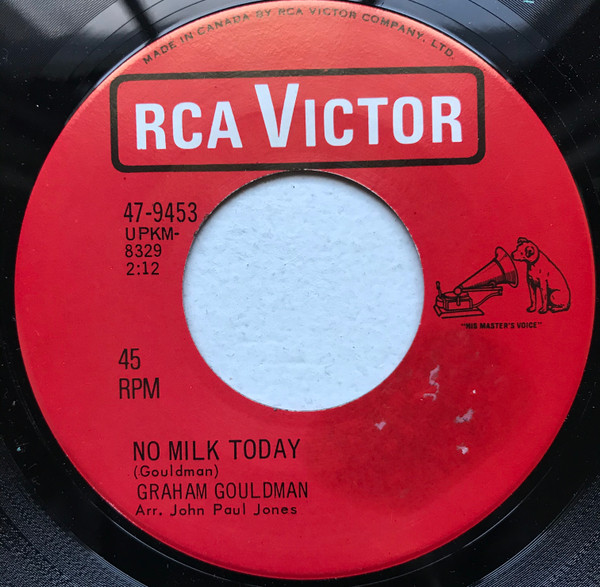 MADE IN CANADA BY RCA VICTOR COMPANY, LTD.
RCA VICTOR
47-9453
UPKM-
8329
2:12
"HIS MASTER'S VOICE"
45
RPM
NO MILK TODAY
(Gouldman)
GRAHAM GOULDMAN
Arr. John Paul Jones